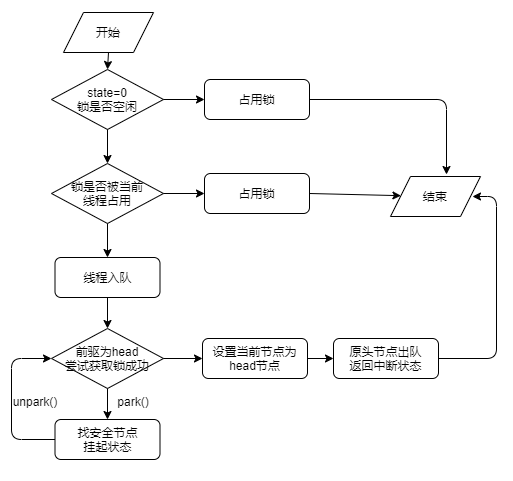 开始
state=0
锁是否空闲
占用锁
锁是否被当前
线程占用
占用锁
结束
线程入队
前驱为head
尝试获取锁成功
设置当前节点为
head节点
原头节点出队
返回中断状态
unpark()
park()
找安全节点
挂起状态